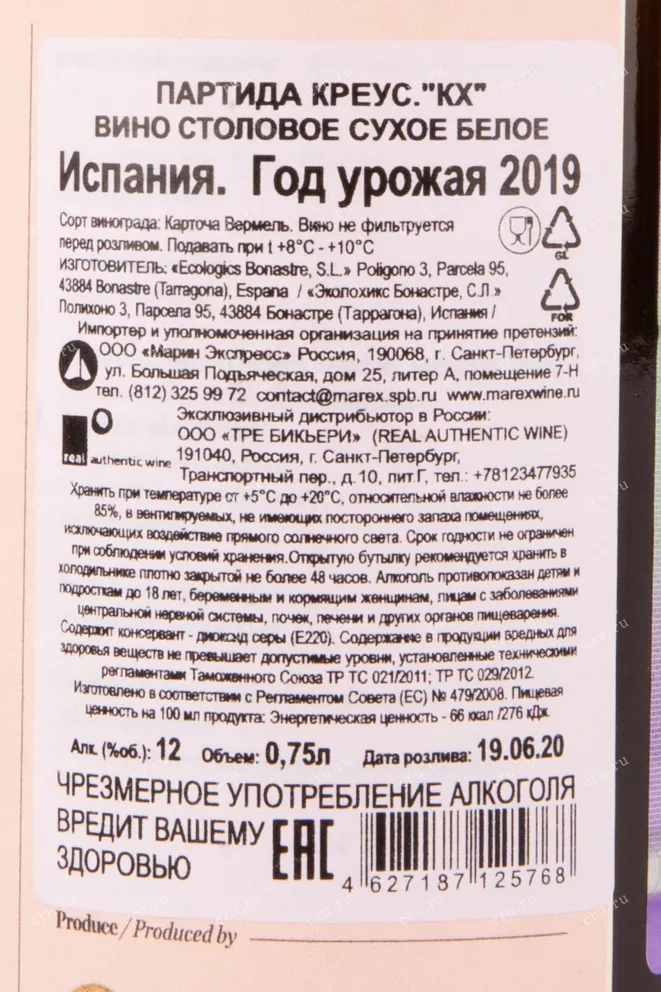 ПАРТИДА КРЕУС."КХ"
ВИНО СТОЛОВОЕ СУХОЕ БЕЛОЕ
Испания. Год урожая 2019
Сорт винограда: Карточа Вермель. Вино не фильтруется
перед розливом. Подавать при t +8°C - +10°C
GL
ИЗГОТОВИТЕЛЬ: «Ecologics Bonastre, S.L.» Poligono 3, Parcela 95,
43884 Bonastre (Tarragona), Espana / «Эколохикс Бонастре, С.Л.»
Полихоно 3, Парсела 95, 43884 Бонастре (Таррагона), Испания /
FOR
Импортер и уполномоченная организация на принятие претензий:
ООО «Марин Экспресс» Россия, 190068, г. Санкт-Петербург,
ул. Большая Подъяческая, дом 25, литер А, помещение 7-Н
тел. (812) 325 99 72 contact@marex.spb.ru www.marexwine.ru
Эксклюзивный дистрибьютор в России:
ООО «ТРЕ БИКЬЕРИ» (REAL AUTHENTIC WINE)
real authentic wine
191040, Россия, г. Санкт-Петербург,
Транспортный пер., д.10, лит.Г, тел.: +78123477935
Хранить при температуре от +5°C до +20°C, относительной влажности не более
85%, в вентилируемых, не имеющих постороннего запаха помещениях,
исключающих воздействие прямого солнечного света. Срок годности не ограничен
при соблюдении условий хранения.Открытую бутылку рекомендуется хранить в
холодильнике плотно закрытой не более 48 часов. Алкоголь противопоказан детям и
подросткам до 18 лет, беременным и кормящим женщинам, лицам с заболеваниями
центральной нервной системы, почек, печени и других органов пищеварения.
Содержит консервант - диоксид серы (E220). Содержание в продукции вредных для
здоровья веществ не превышает допустимые уровни, установленные техническими
регламентами Таможенного Союза ТР ТС 021/2011; ТР ТС 029/2012.
Изготовлено в соответствии с Регламентом Совета (ЕС) № 479/2008. Пищевая
ценность на 100 мл продукта: Энергетическая ценность - 66 ккал /276 кДж.
Алк. (%об.): 12 Объем: 0,75л Дата розлива: 19.06.20
ЧРЕЗМЕРНОЕ УПОТРЕБЛЕНИЕ АЛКОГОЛЯ
ВРЕДИТ ВАШЕМУ
ЗДОРОВЬЮ
EAC
4 627187 125768
Produce / Produced by
cru.ru